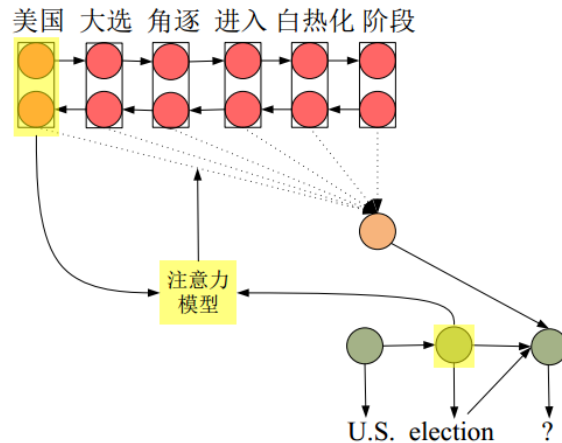 美国 大选 角逐 进入 白热化 阶段
注意力
模型
U.S. election ?